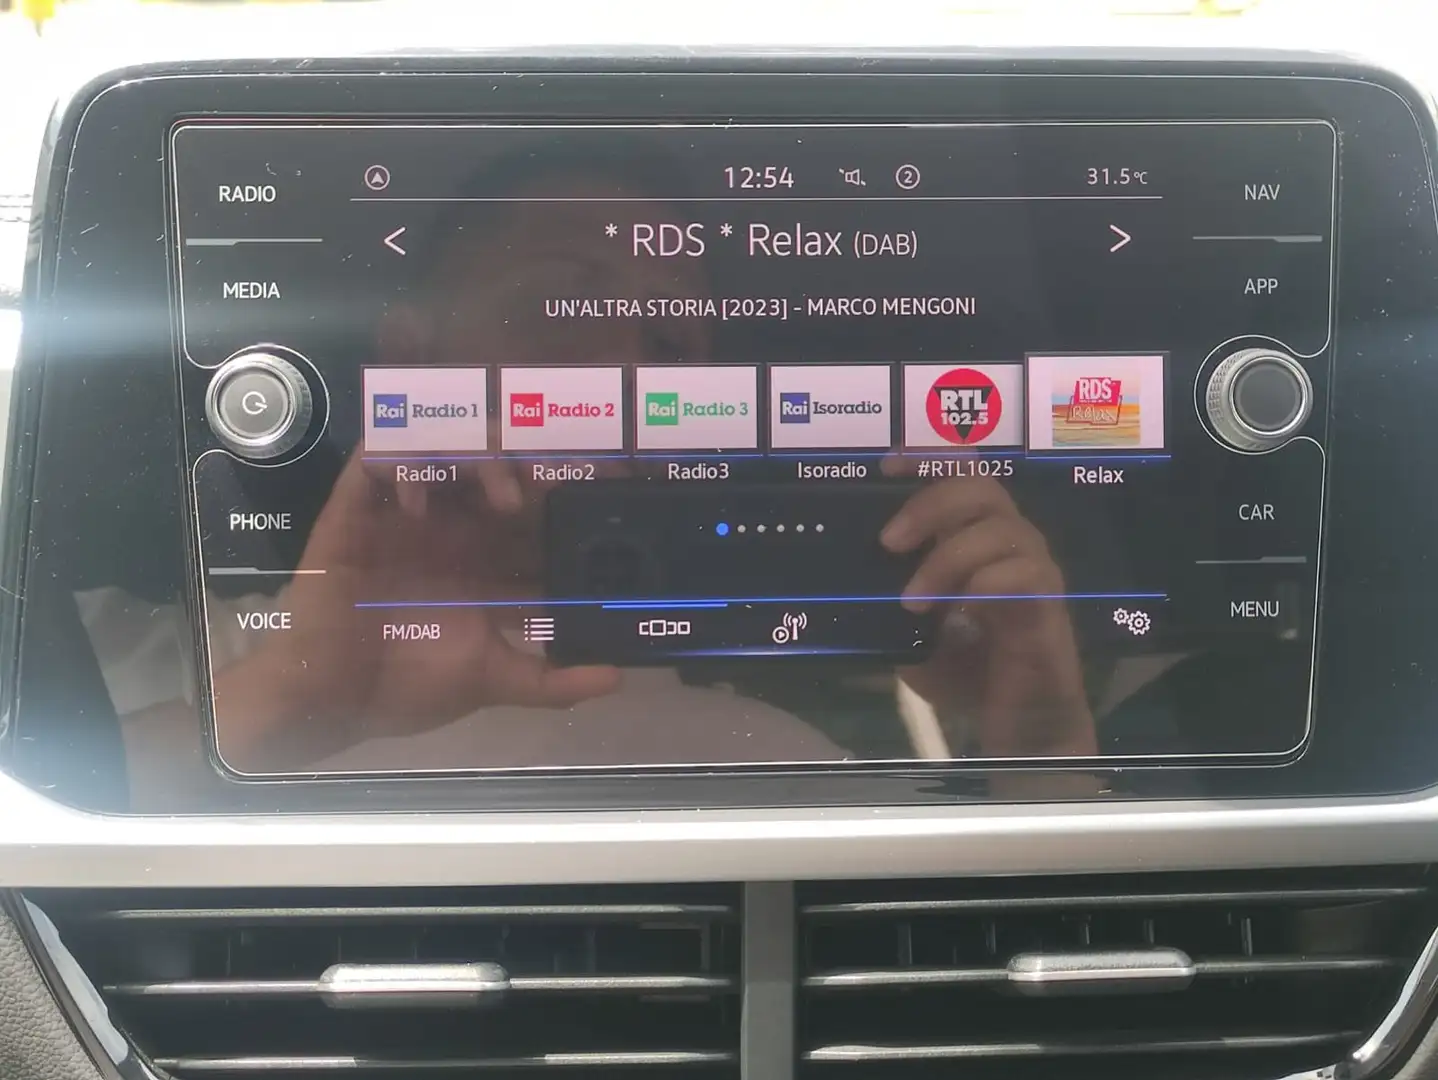 RADIO
12:54
2
31.5°C
NAV
* RDS * Relax (DAB)
MEDIA
APP
UN'ALTRA STORIA [2023] - MARCO MENGONI
Rai Radio 1
Rai Radio 2
Rai Radio 3
Rai Isoradio
RTL
102.5
RDS
Relax
Radio1
Radio2
Radio3
Isoradio
#RTL1025
Relax
PHONE
CAR
VOICE
FM/DAB
MENU